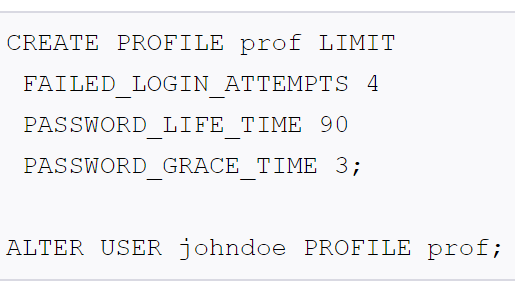 CREATE PROFILE prof LIMIT
FAILED_LOGIN_ATTEMPTS 4
PASSWORD_LIFE_TIME 90
PASSWORD_GRACE_TIME 3;
ALTER USER johndoe PROFILE prof;